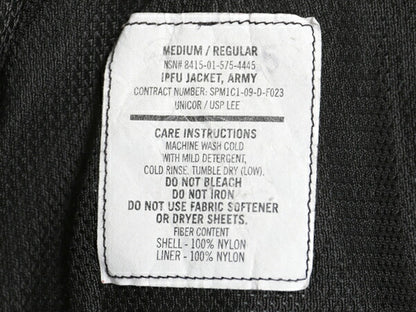 MEDIUM / REGULAR
NSN# 8415-01-575-4445
IPFU JACKET, ARMY
CONTRACT NUMBER: SPM1C1-09-D-F023
UNICOR / USP LEE
CARE INSTRUCTIONS
MACHINE WASH COLD
WITH MILD DETERGENT,
COLD RINSE, TUMBLE DRY (LOW).
DO NOT BLEACH
DO NOT IRON
DO NOT USE FABRIC SOFTENER
OR DRYER SHEETS.
FIBER CONTENT
SHELL - 100% NYLON
LINER - 100% NYLON